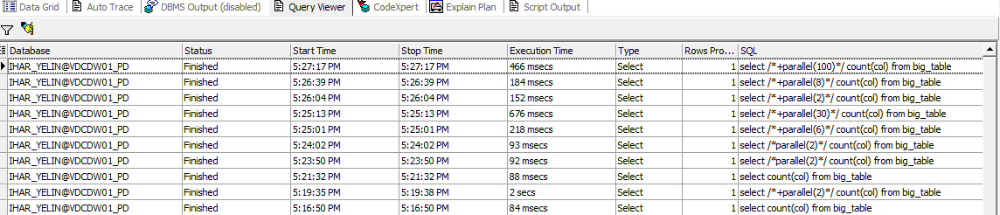 Data Grid Auto Trace DBMS Output (disabled) Query Viewer CodeXpert Explain Plan Script Output
Database Status Start Time Stop Time Execution Time Type Rows Pro... SQL
IHAR_YELIN@VDCDW01_PD Finished 5:27:17 PM 5:27:17 PM 466 msecs Select 1 select /*+parallel(100)*/ count(col) from big_table
IHAR_YELIN@VDCDW01_PD Finished 5:26:39 PM 5:26:39 PM 184 msecs Select 1 select /*+parallel(8)*/ count(col) from big_table
IHAR_YELIN@VDCDW01_PD Finished 5:26:04 PM 5:26:04 PM 152 msecs Select 1 select /*+parallel(2)*/ count(col) from big_table
IHAR_YELIN@VDCDW01_PD Finished 5:25:13 PM 5:25:13 PM 676 msecs Select 1 select /*+parallel(30)*/ count(col) from big_table
IHAR_YELIN@VDCDW01_PD Finished 5:25:01 PM 5:25:01 PM 218 msecs Select 1 select /*+parallel(6)*/ count(col) from big_table
IHAR_YELIN@VDCDW01_PD Finished 5:24:02 PM 5:24:02 PM 93 msecs Select 1 select /*parallel(2)*/ count(col) from big_table
IHAR_YELIN@VDCDW01_PD Finished 5:23:50 PM 5:23:50 PM 92 msecs Select 1 select /*parallel(2)*/ count(col) from big_table
IHAR_YELIN@VDCDW01_PD Finished 5:21:32 PM 5:21:32 PM 88 msecs Select 1 select count(col) from big_table
IHAR_YELIN@VDCDW01_PD Finished 5:19:35 PM 5:19:38 PM 2 secs Select 1 select /*+parallel(2)*/ count(col) from big_table
IHAR_YELIN@VDCDW01_PD Finished 5:16:50 PM 5:16:50 PM 84 msecs Select 1 select count(col) from big_table